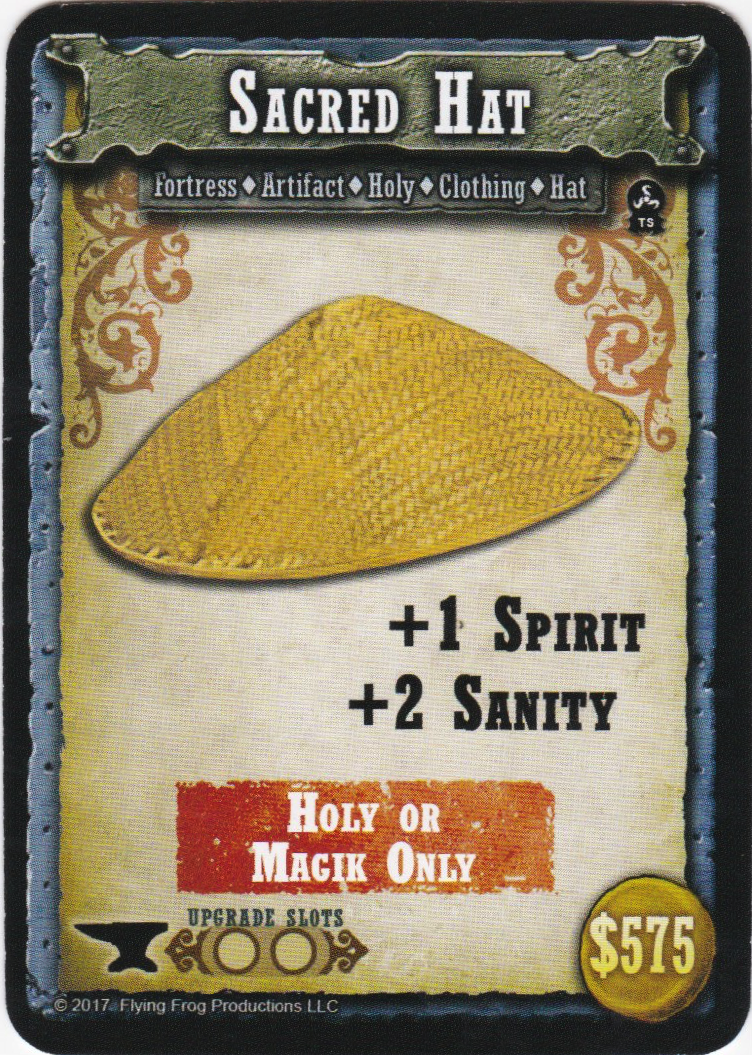 Sacred Hat
Fortress♦Artifact♦Holy♦Clothing♦Hat
TS
+1 Spirit
+2 Sanity
Holy or
Magik Only
UPGRADE SLOTS
$575
© 2017 Flying Frog Productions LLC